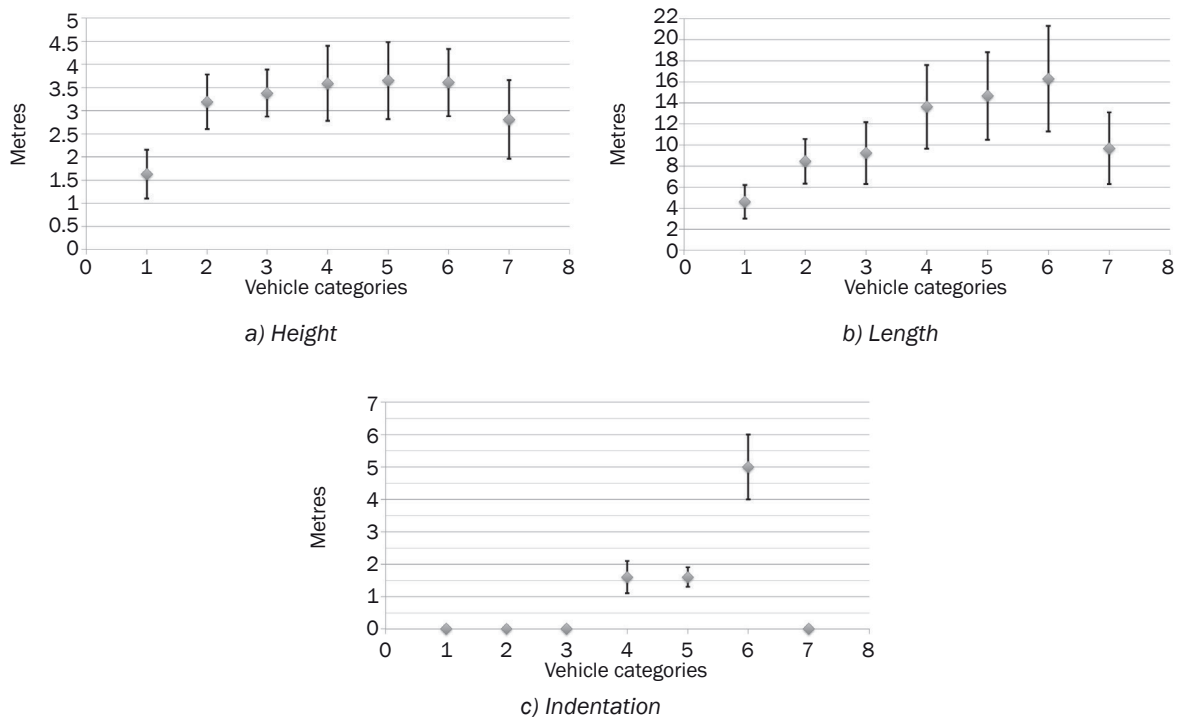 5
4.5
4
3.5
3
2.5
2
1.5
1
0.5
0
Metres
0 1 2 3 4 5 6 7 8
Vehicle categories
a) Height
22
20
18
16
14
12
10
8
6
4
2
0
Metres
0 1 2 3 4 5 6 7 8
Vehicle categories
b) Length
7
6
5
4
3
2
1
0
Metres
0 1 2 3 4 5 6 7 8
Vehicle categories
c) Indentation